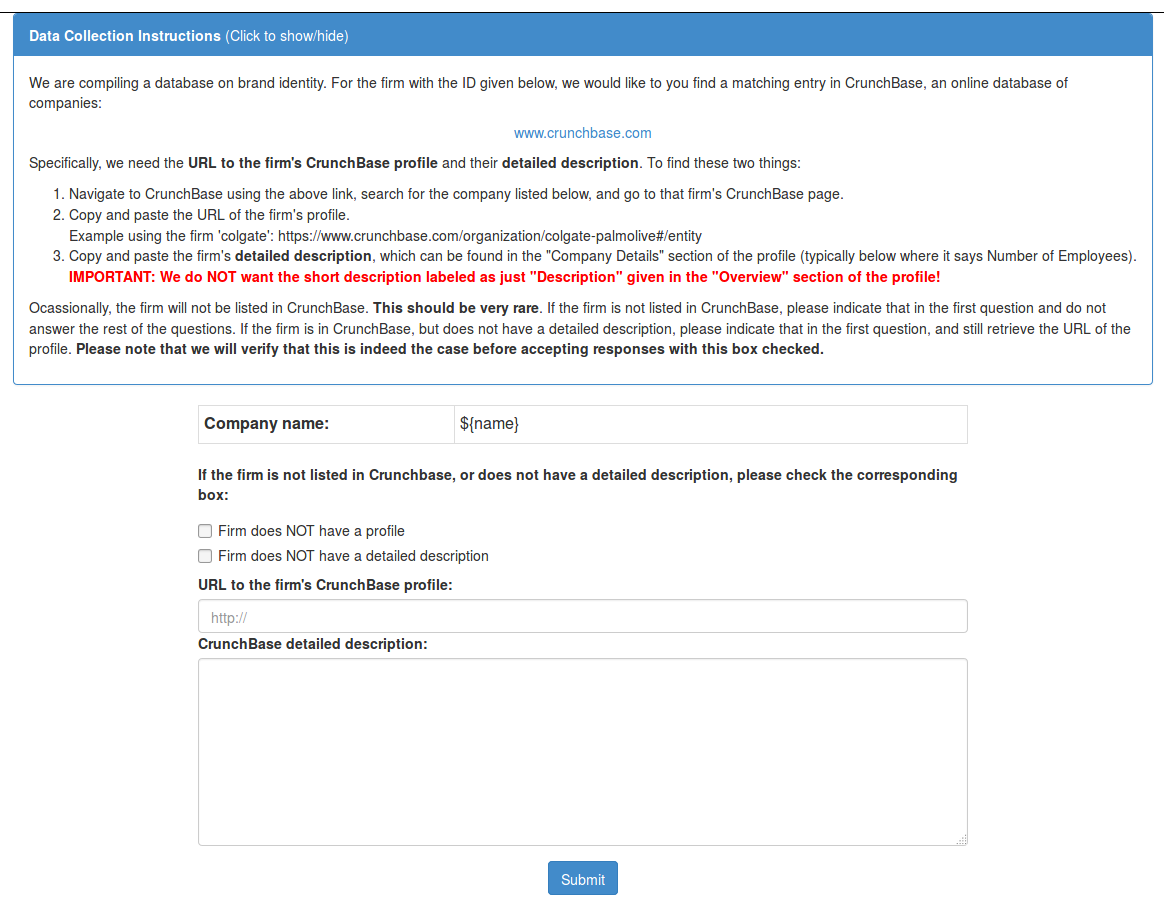 Data Collection Instructions (Click to show/hide)
We are compiling a database on brand identity. For the firm with the ID given below, we would like to you find a matching entry in CrunchBase, an online database of
companies:
www.crunchbase.com
Specifically, we need the URL to the firm's CrunchBase profile and their detailed description. To find these two things:
1. Navigate to CrunchBase using the above link, search for the company listed below, and go to that firm's CrunchBase page.
2. Copy and paste the URL of the firm's profile.
Example using the firm 'colgate': https://www.crunchbase.com/organization/colgate-palmolive#/entity
3. Copy and paste the firm's detailed description, which can be found in the "Company Details" section of the profile (typically below where it says Number of Employees).
IMPORTANT: We do NOT want the short description labeled as just "Description" given in the "Overview" section of the profile!
Ocassionally, the firm will not be listed in CrunchBase. This should be very rare. If the firm is not listed in CrunchBase, please indicate that in the first question and do not
answer the rest of the questions. If the firm is in CrunchBase, but does not have a detailed description, please indicate that in the first question, and still retrieve the URL of the
profile. Please note that we will verify that this is indeed the case before accepting responses with this box checked.
Company name: ${name}
If the firm is not listed in Crunchbase, or does not have a detailed description, please check the corresponding
box:
Firm does NOT have a profile
Firm does NOT have a detailed description
URL to the firm's CrunchBase profile:
http://
CrunchBase detailed description:
Submit